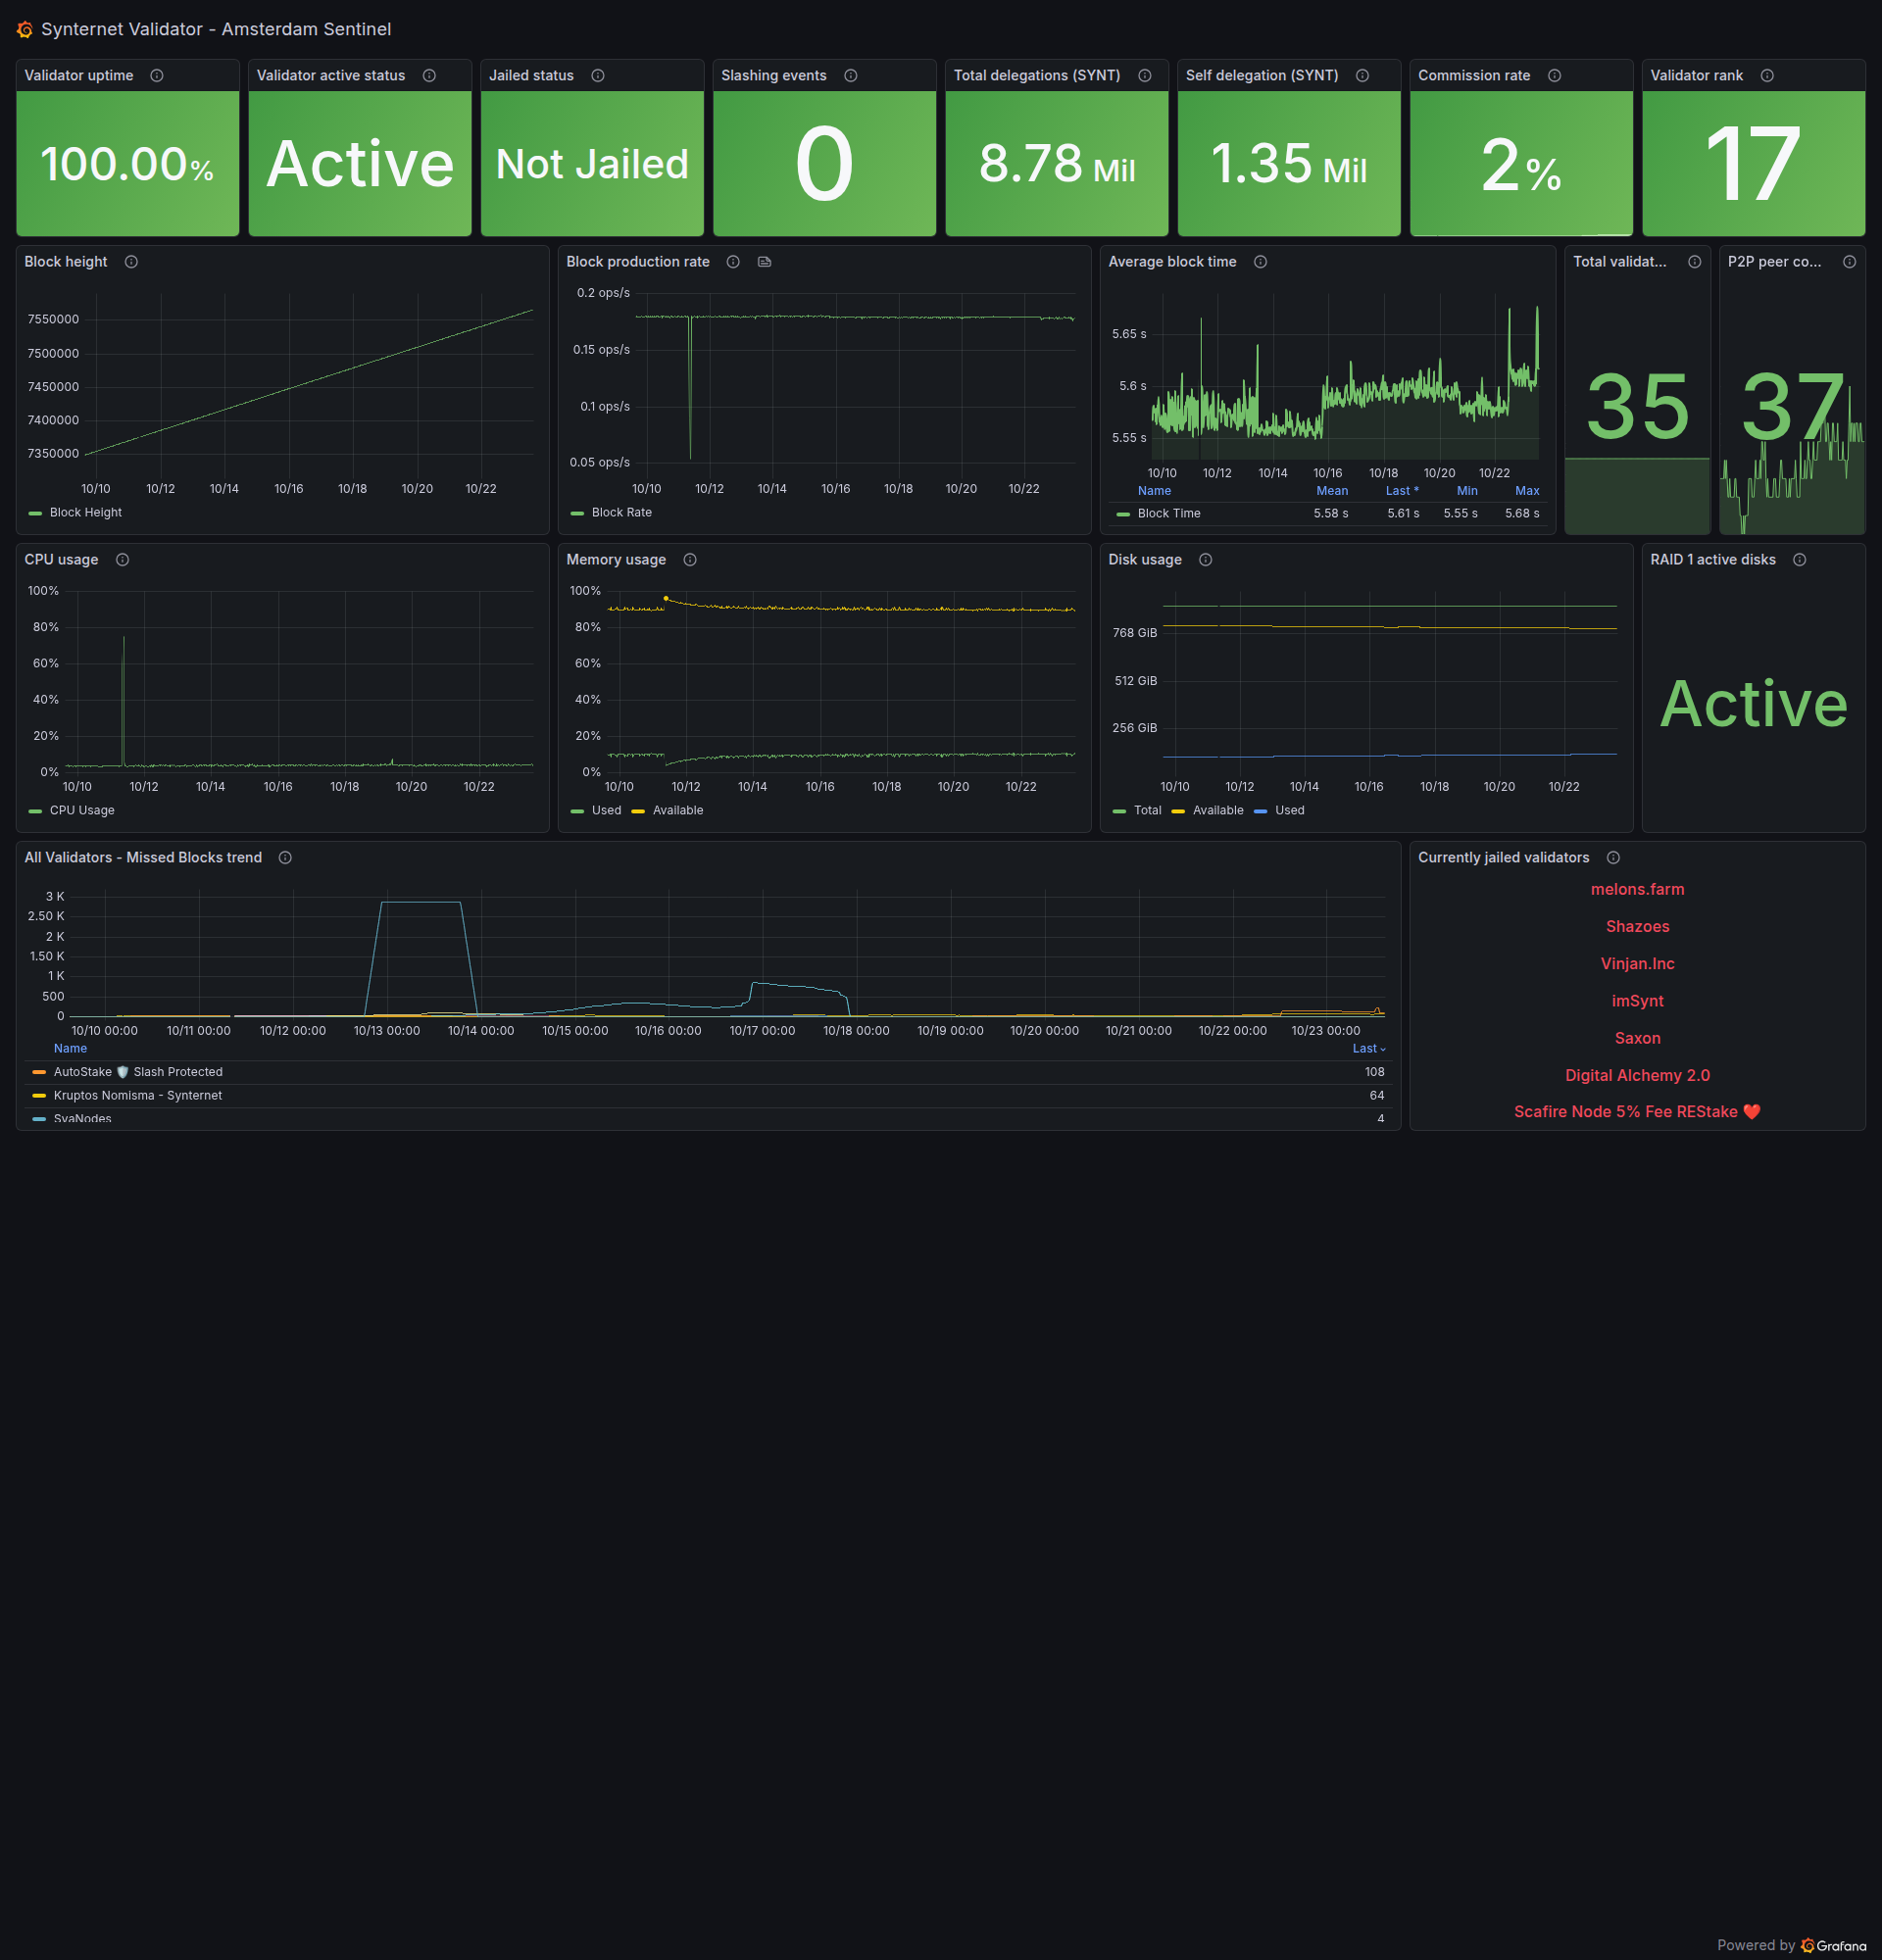 Synternet Validator - Amsterdam Sentinel
Validator uptime
100.00%
Validator active status
Active
Jailed status
Not Jailed
Slashing events
0
Total delegations (SYNT)
8.78 Mil
Self delegation (SYNT)
1.35 Mil
Commission rate
2%
Validator rank
17
Block height
7550000
7500000
7450000
7400000
7350000
10/10 10/12 10/14 10/16 10/18 10/20 10/22
Block Height
Block production rate
0.2 ops/s
0.15 ops/s
0.1 ops/s
0.05 ops/s
10/10 10/12 10/14 10/16 10/18 10/20 10/22
Block Rate
Average block time
5.65 s
5.6 s
5.55 s
10/10 10/12 10/14 10/16 10/18 10/20 10/22
Name Mean Last * Min Max
Block TIme 5.58 s 5.61 s 5.55 s 5.68 s
Total validat...
35
P2P peer co...
37
CPU usage
100%
80%
60%
40%
20%
0%
10/10 10/12 10/14 10/16 10/18 10/20 10/22
CPU Usage
Memory usage
100%
80%
60%
40%
20%
0%
10/10 10/12 10/14 10/16 10/18 10/20 10/22
Used Available
Disk usage
768 GiB
512 GiB
256 GiB
10/10 10/12 10/14 10/16 10/18 10/20 10/22
Total Available Used
RAID 1 active disks
Active
All Validators - Missed Blocks trend
3 K
2.50 K
2 K
1.50 K
1 K
500
0
10/10 00:00 10/11 00:00 10/12 00:00 10/13 00:00 10/14 00:00 10/15 00:00 10/16 00:00 10/17 00:00 10/18 00:00 10/19 00:00 10/20 00:00 10/21 00:00 10/22 00:00 10/23 00:00
Name Last
AutoStake 🛡️ Slash Protected 108
Kruptos Nomisma - Synternet 64
SvaNodes 4
Currently jailed validators
melons.farm
Shazoes
Vinjan.Inc
imSynt
Saxon
Digital Alchemy 2.0
Scafire Node 5% Fee REStake ❤️
Powered by Grafana